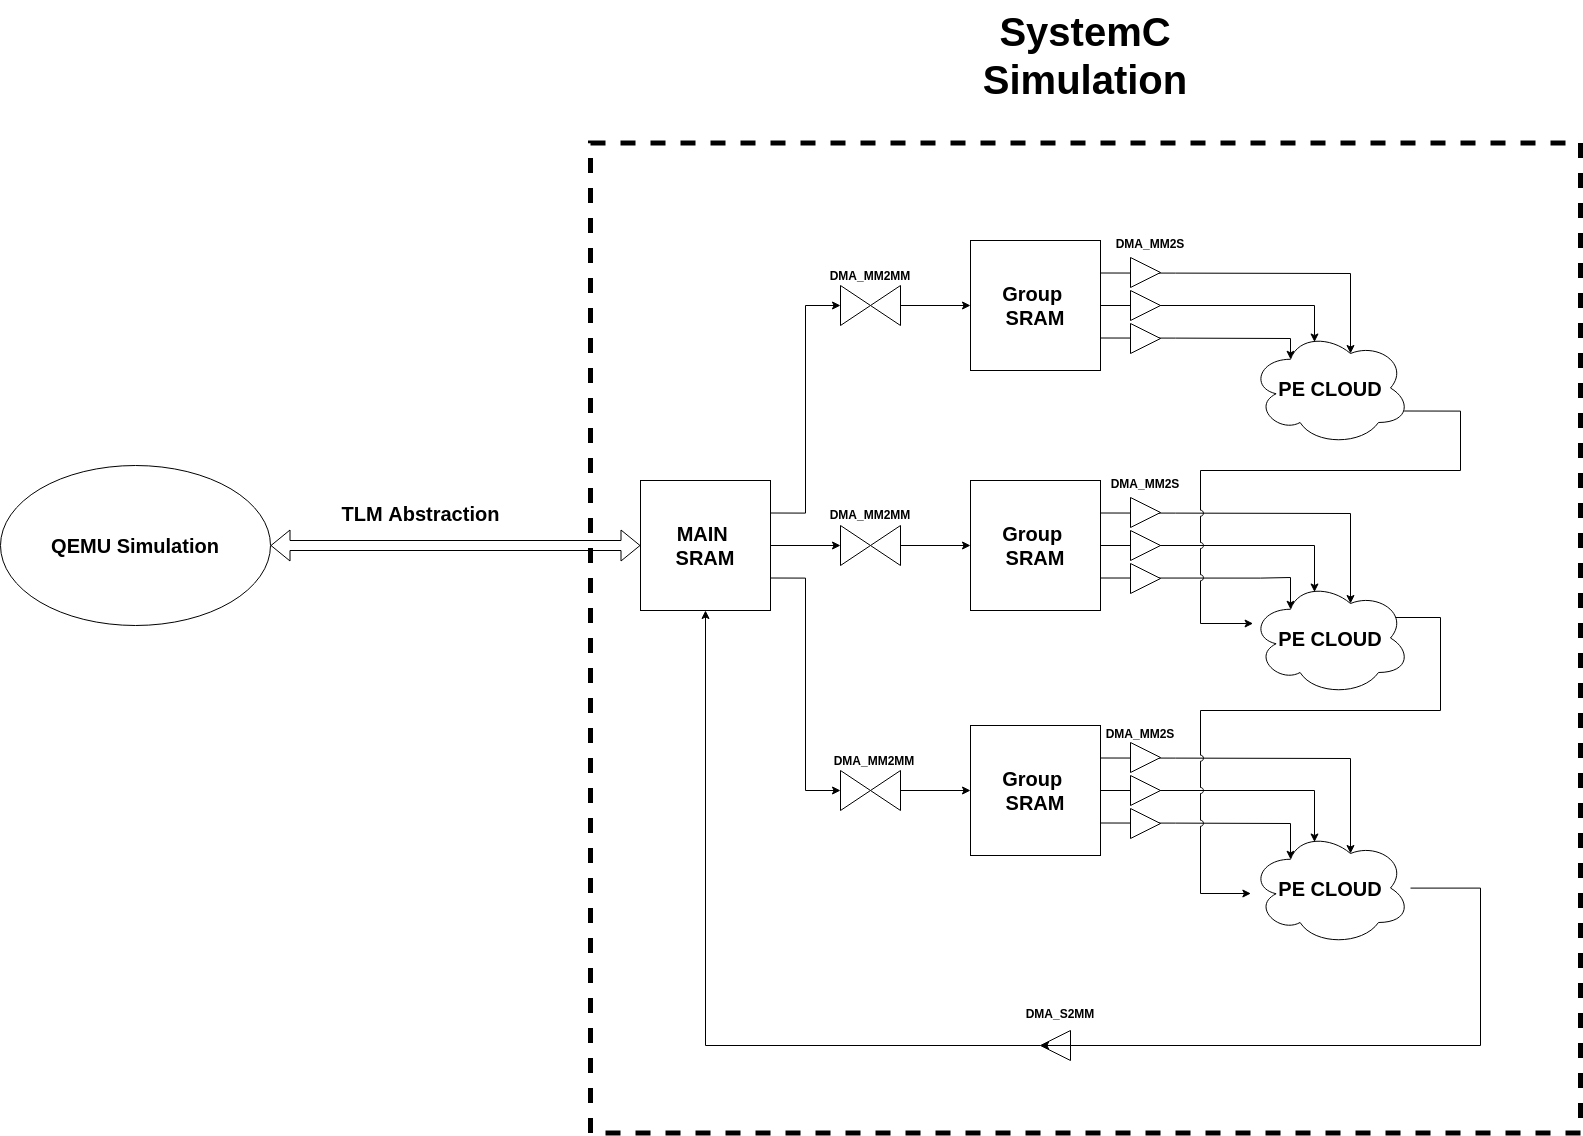 SystemC
Simulation
DMA_MM2S
DMA_MM2MM
Group
SRAM
PE CLOUD
DMA_MM2S
TLM Abstraction
DMA_MM2MM
QEMU Simulation
MAIN
SRAM
Group
SRAM
PE CLOUD
DMA_MM2S
DMA_MM2MM
Group
SRAM
PE CLOUD
DMA_S2MM